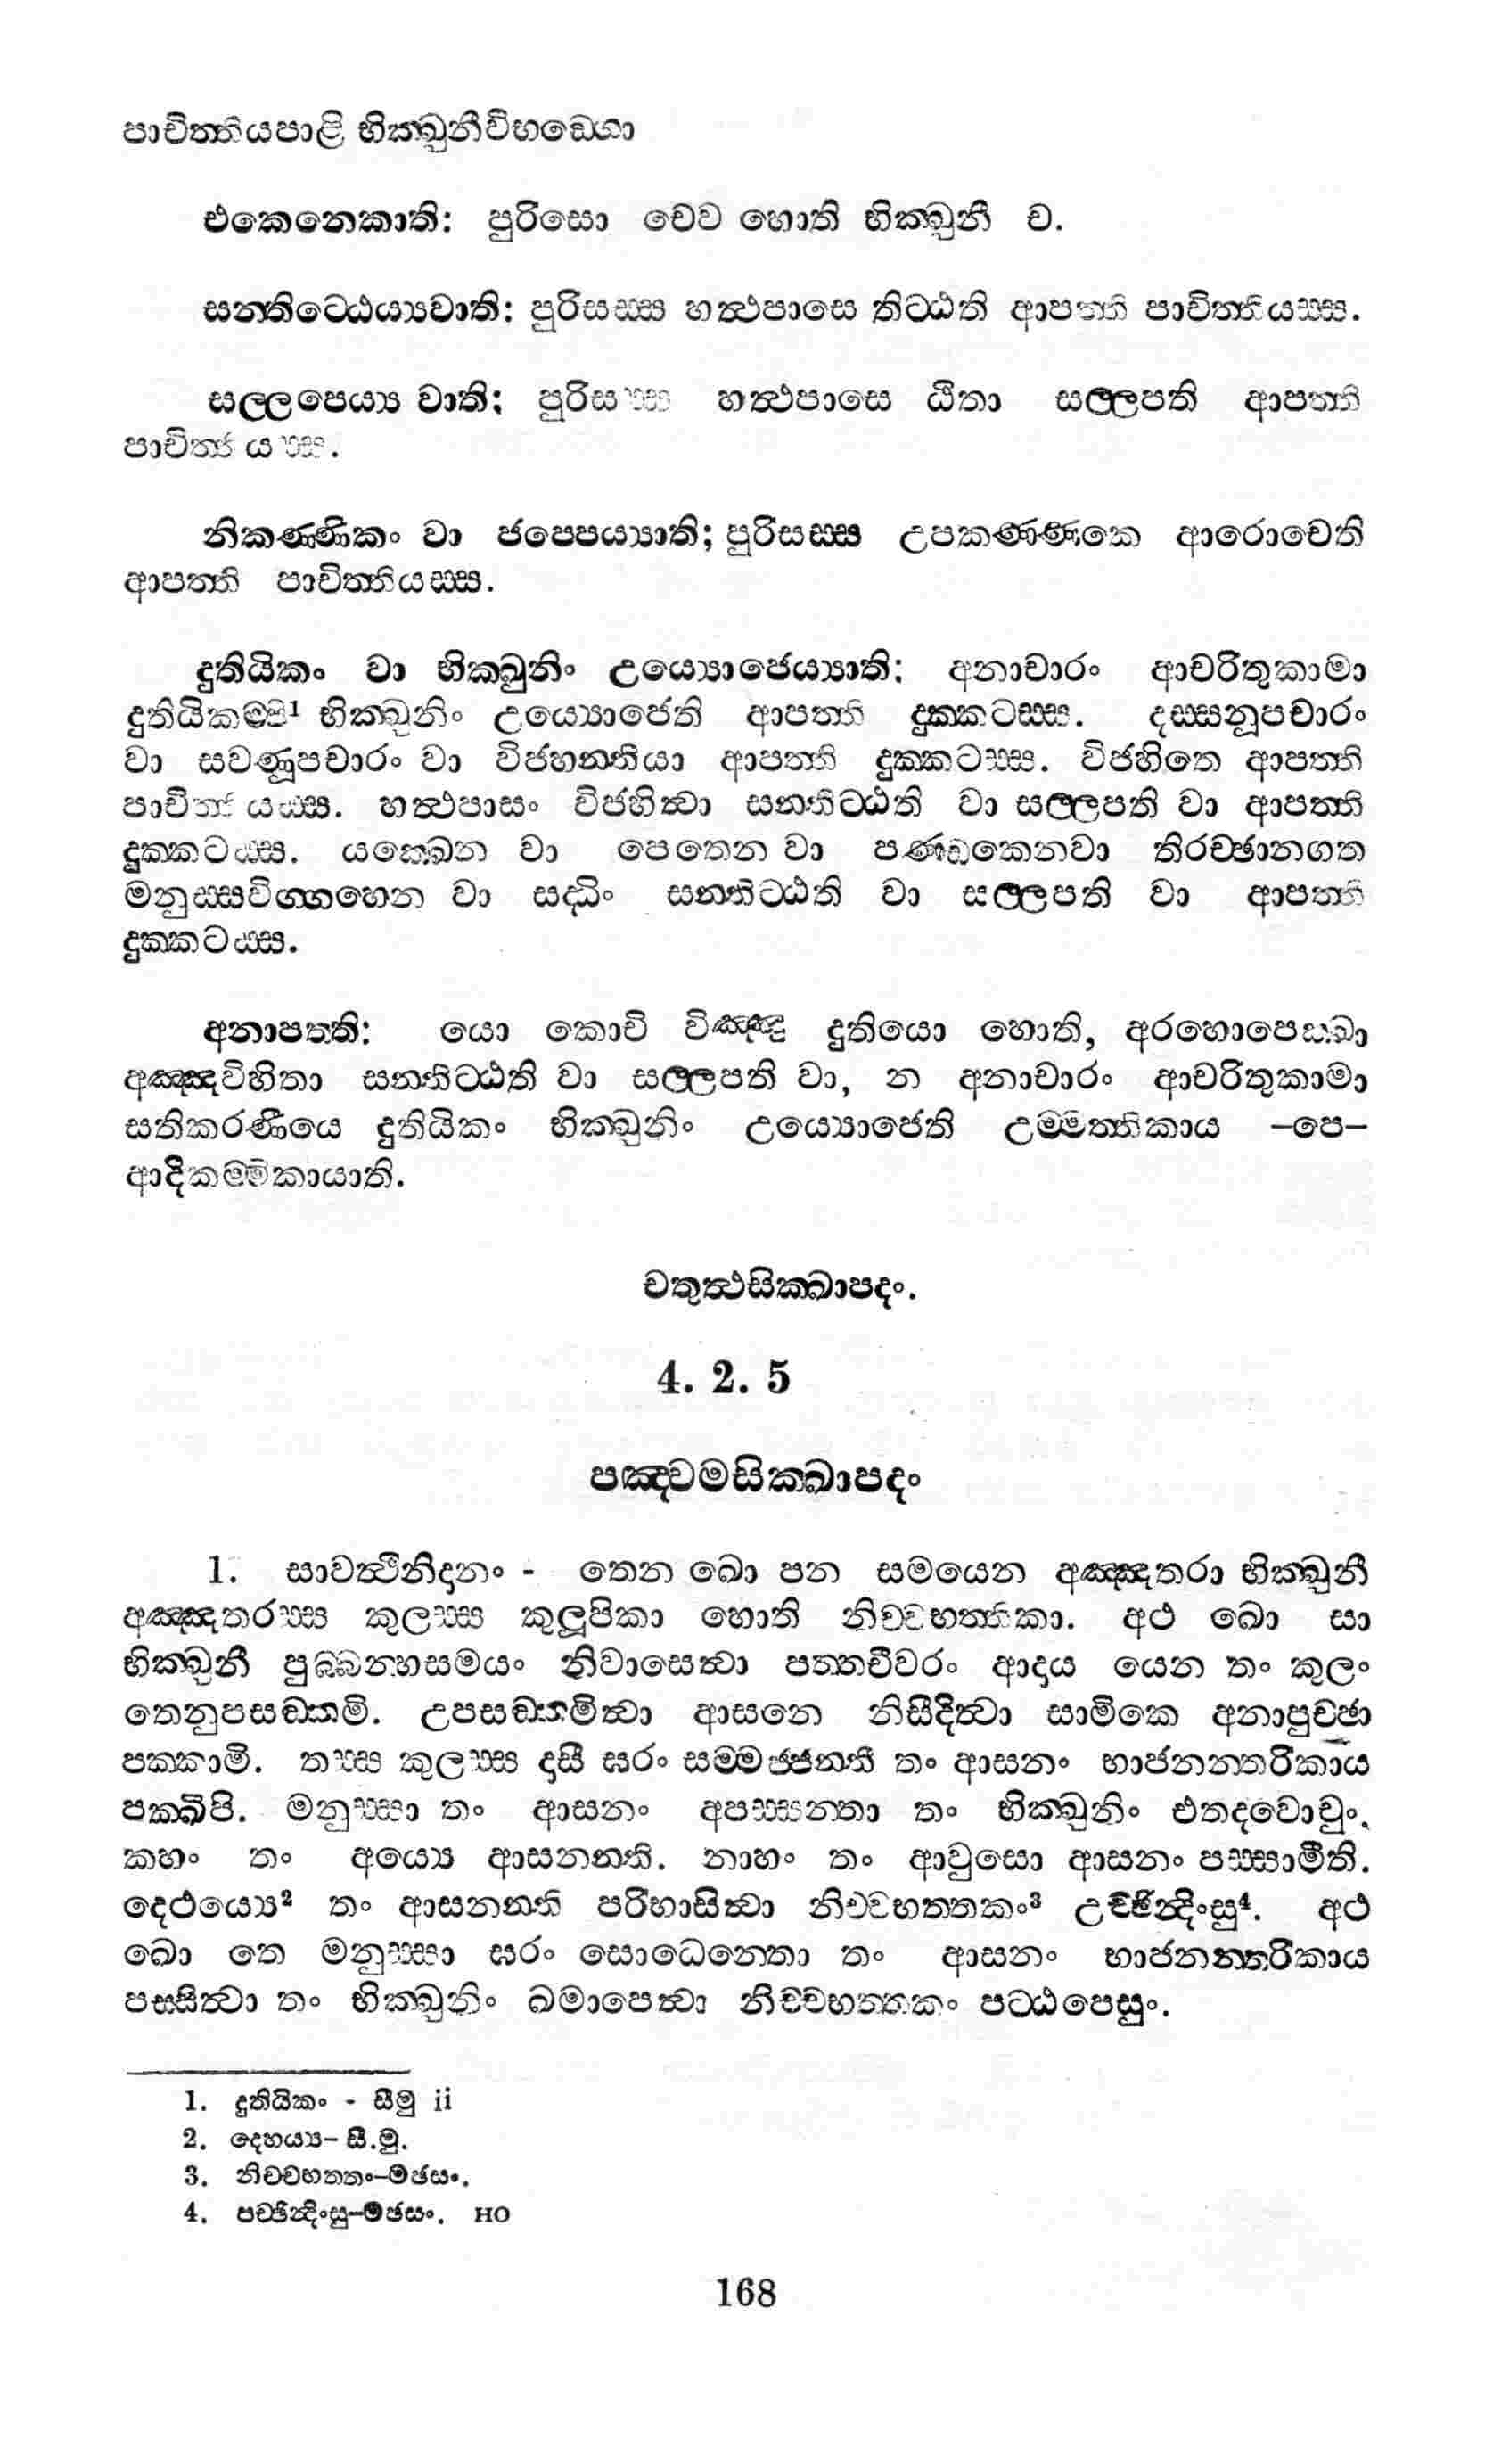 පාචිත්තියපාළි භික්ඛුනීවිභඞ්ගො
එකෙනෙකාති: පුරිසො චෙව හොති භික්ඛුනී ච.
සන්තිට්ඨෙය්‍යවාති: පුරිසස්ස හත්‍ථපාසෙ තිට්ඨති ආපත්ති පාචිත්තියස්ස.
සල්ලපෙය්‍ය වාති; පුරිසස්ස හත්‍ථපාසෙ ඨිතා සල්ලපති ආපත්ති
පාචිත්තියස්ස.
නිකණ්ණිකං වා ජප්පෙය්‍යාති; පුරිසස්ස උපකණ්ණකෙ ආරොචෙති
ආපත්ති පාචිත්තියස්ස.
දුතියිකං වා භික්ඛුනිං උය්‍යොජෙය්‍යාති: අනාචාරං ආචරිතුකාමා
දුතියිකම්පි¹ භික්ඛුනිං උය්‍යොජෙති ආපත්ති දුක්කටස්ස. දස්සනූපචාරං
වා සවණූපචාරං වා විජහන්තියා ආපත්ති දුක්කටස්ස. විජහිතෙ ආපත්ති
පාචිත්තියස්ස. හත්‍ථපාසං විජහිත්‍වා සන්තිට්ඨති වා සල්ලපති වා ආපත්ති
දුක්කටස්ස. යක්ඛෙන වා පෙතෙන වා පණ්ඩකෙනවා තිරච්ඡානගත
මනුස්සවිග්ගහෙන වා සද්ධිං සන්තිට්ඨති වා සල්ලපති වා ආපත්ති
දුක්කටස්ස.
අනාපත්ති: යො කොචි විඤ්ඤු දුතියො හොති, අරහොපෙක්ඛා
අඤ්ඤවිහිතා සන්තිට්ඨති වා සල්ලපති වා, න අනාචාරං ආචරිතුකාමා
සතිකරණීයෙ දුතියිකං භික්ඛුනිං උය්‍යොජෙති උම්මත්තිකාය –පෙ–
ආදිකම්මිකායාති.
චතුත්‍ථසික්ඛාපදං.
4. 2. 5
පඤ්චමසික්ඛාපදං
1. සාවත්‍ථිනිදානං - තෙන ඛො පන සමයෙන අඤ්ඤතරා භික්ඛුනී
අඤ්ඤතරස්ස කුලස්ස කුලූපිකා හොති නිච්චභත්තිකා. අථ ඛො සා
භික්ඛුනී පුබ්බන්හසමයං නිවාසෙත්‍වා පත්තචීවරං ආදාය යෙන තං කුලං
තෙනුපසඞ්කමි. උපසඞ්කමිත්‍වා ආසනෙ නිසීදිත්‍වා සාමිකෙ අනාපුච්ඡා
පක්කාමි. තස්ස කුලස්ස දාසී ඝරං සම්මජ්ජන්තී තං ආසනං භාජනන්තරිකාය
පක්ඛිපි. මනුස්සා තං ආසනං අපස්සන්තා තං භික්ඛුනිං එතදවොචුං.
කහං තං අය්‍යෙ ආසනන්ති. නාහං තං ආවුසො ආසනං පස්සාමීති.
දෙථය්‍යෙ² තං ආසනන්ති පරිභාසිත්‍වා නිච්චභත්තකං³ උච්ඡින්‍දිංසු⁴. අථ
ඛො තෙ මනුස්සා ඝරං සොධෙන්තො තං ආසනං භාජනන්තරිකාය
පස්සිත්‍වා තං භික්ඛුනිං ඛමාපෙත්‍වා නිච්චභත්තකං පට්ඨපෙසුං.
1. දුතියිකං - සීමු ii
2. දෙහය්‍යා– සී.මු.
3. නිච්චභත්තං–මඡසං.
4. පච්ඡින්‍දිංසු–මඡසං. HO
168